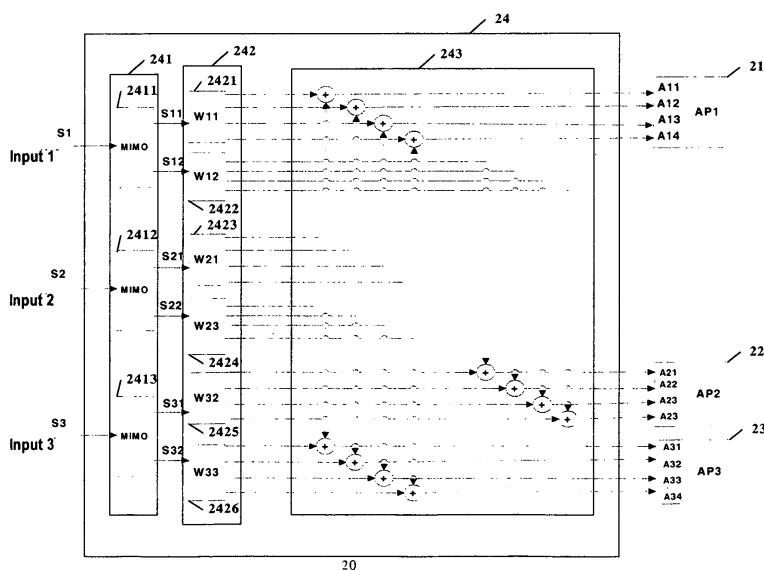 24
241
242
243
21
2411
2421
A11
A12
A13
A14
AP1
S1
Input 1
MIMO
S11
W11
S12
W12
2422
2412
2423
S2
Input 2
MIMO
S21
W21
S22
W23
2424
2413
22
A21
A22
A23
A23
AP2
S3
Input 3
MIMO
S31
W32
2425
S32
W33
2426
23
A31
A32
A33
A34
AP3
20